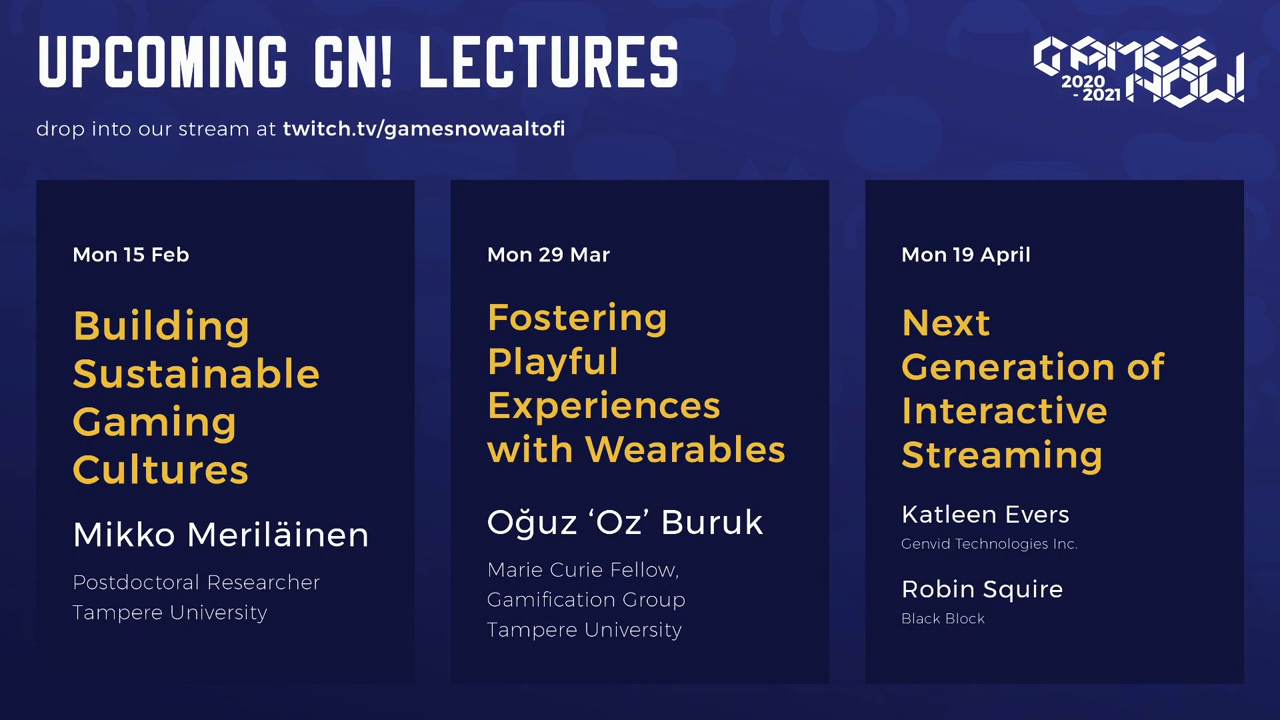 UPCOMING GN! LECTURES
GAMES
NOW!
2020
- 2021
drop into our stream at twitch.tv/gamesnowaaltofi
Mon 15 Feb
Building
Sustainable
Gaming
Cultures
Mikko Meriläinen
Postdoctoral Researcher
Tampere University
Mon 29 Mar
Fostering
Playful
Experiences
with Wearables
Oğuz ‘Oz’ Buruk
Marie Curie Fellow,
Gamification Group
Tampere University
Mon 19 April
Next
Generation of
Interactive
Streaming
Katleen Evers
Genvid Technologies Inc.
Robin Squire
Black Block